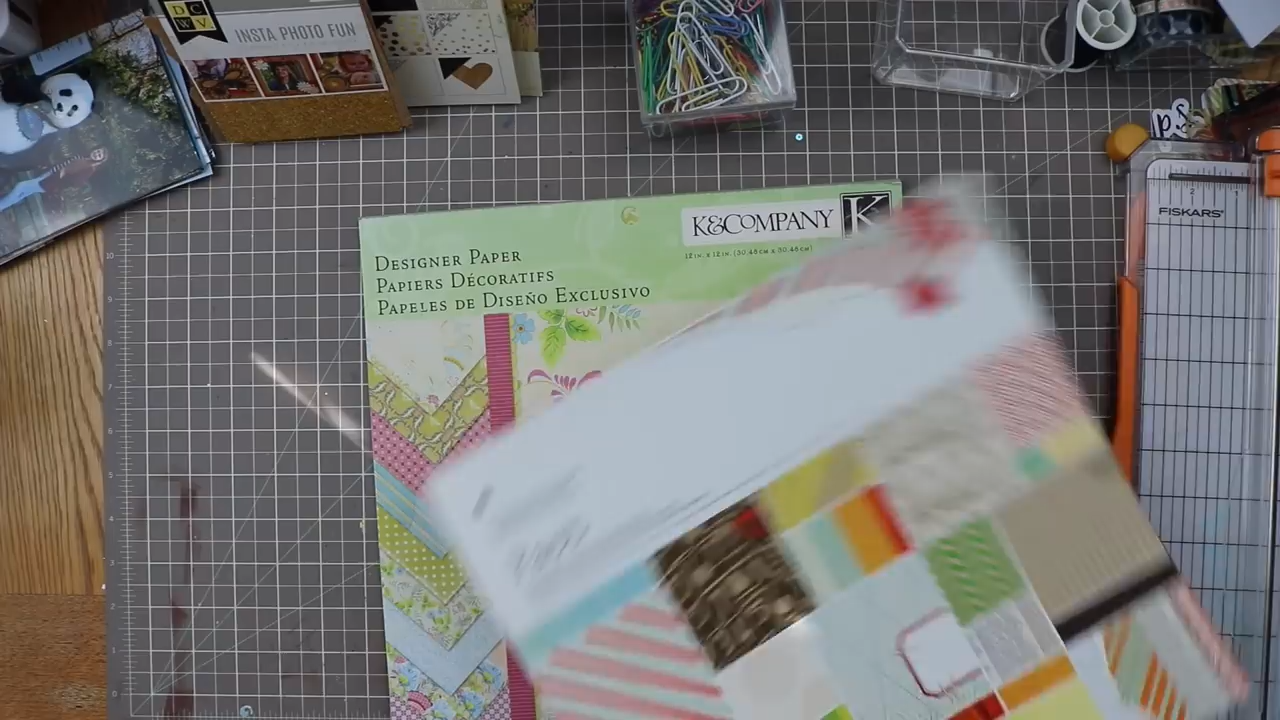 DCWV
INSTA PHOTO FUN
K&COMPANY K
12 IN. X 12 IN. (30.48 CM X 30.48 CM)
DESIGNER PAPER
PAPIERS DÉCORATIFS
PAPELES DE DISEÑO EXCLUSIVO
FISKARS